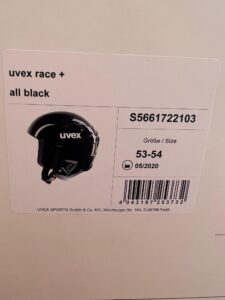 uvex race +
all black
S5661722103
Größe / Size
53-54
05/2020
uvex
4 043197 283732
UVEX SPORTS GmbH & Co. KG, Würzburger Str. 154, D-90766 Fürth